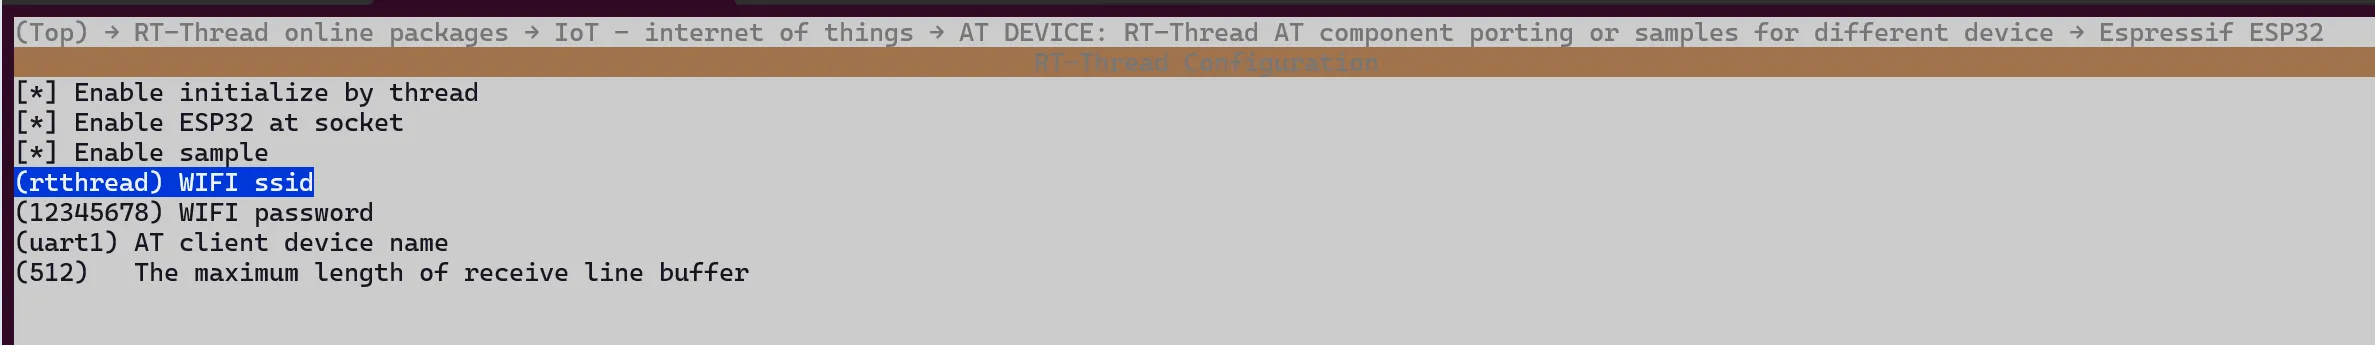 (Top) → RT-Thread online packages → IoT - internet of things → AT DEVICE: RT-Thread AT component porting or samples for different device → Espressif ESP32
RT-Thread Configuration
[*] Enable initialize by thread
[*] Enable ESP32 at socket
[*] Enable sample
(rtthread) WIFI ssid
(12345678) WIFI password
(uart1) AT client device name
(512)   The maximum length of receive line buffer